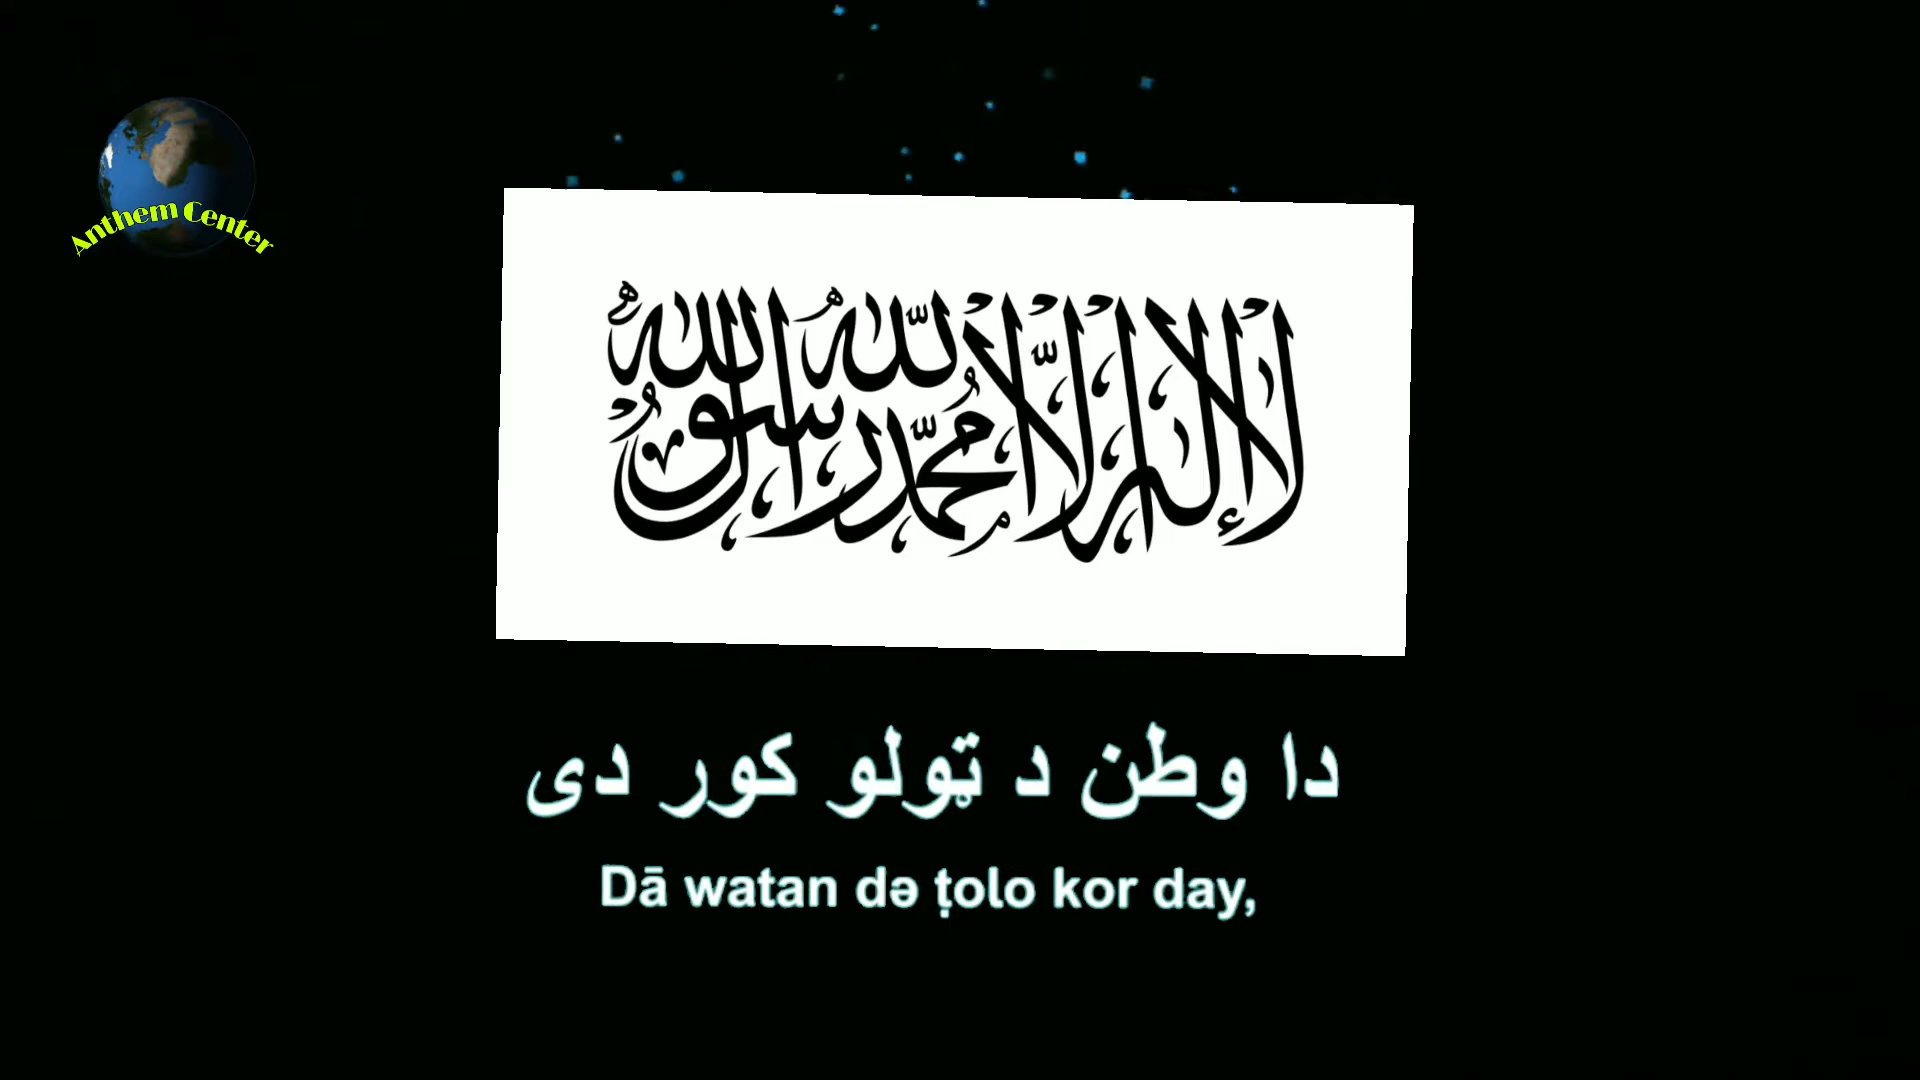 Anthem Center
لا إله إلا الله محمد رسول الله
دا وطن د ټولو کور دی
Dā watan də ṭolo kor day,